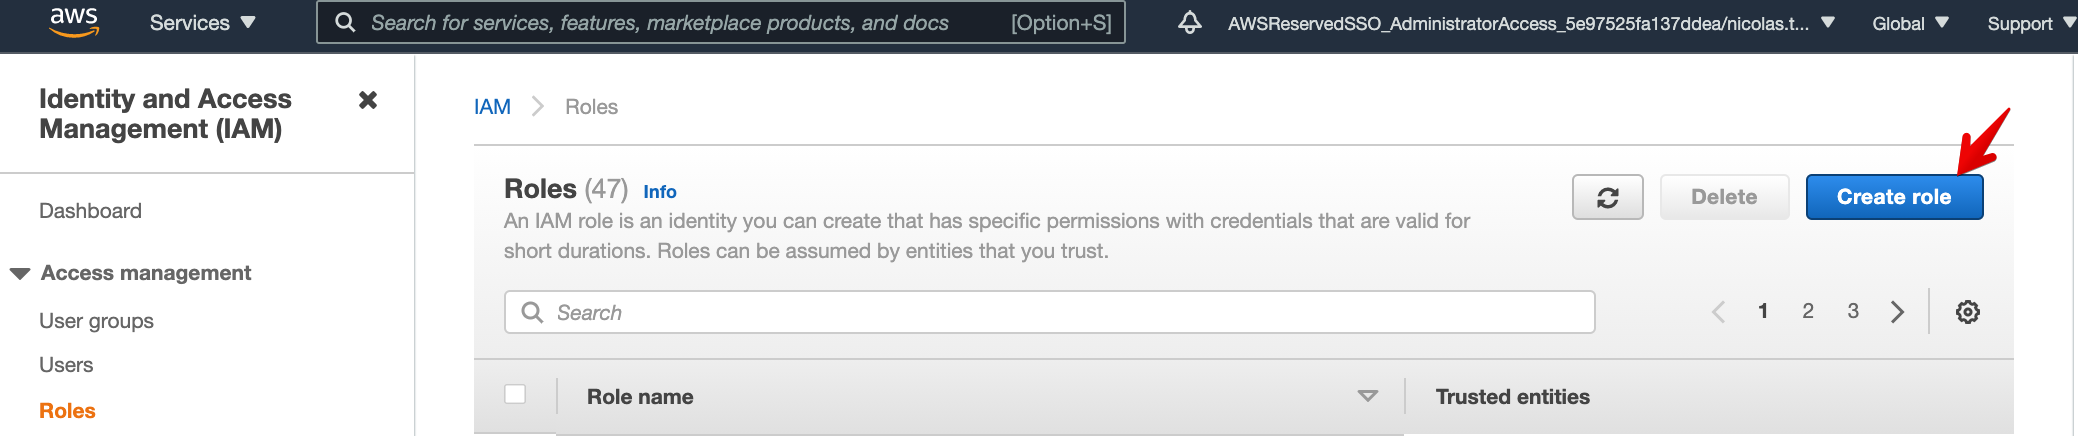 aws
Services
Search for services, features, marketplace products, and docs
[Option+S]
AWSReservedSSO_AdministratorAccess_5e97525fa137ddea/nicolas.t...
Global
Support
Identity and Access
Management (IAM)
Dashboard
Access management
User groups
Users
Roles
IAM
Roles
Roles (47) Info
An IAM role is an identity you can create that has specific permissions with credentials that are valid for
short durations. Roles can be assumed by entities that you trust.
Delete
Create role
Search
1 2 3
Role name
Trusted entities